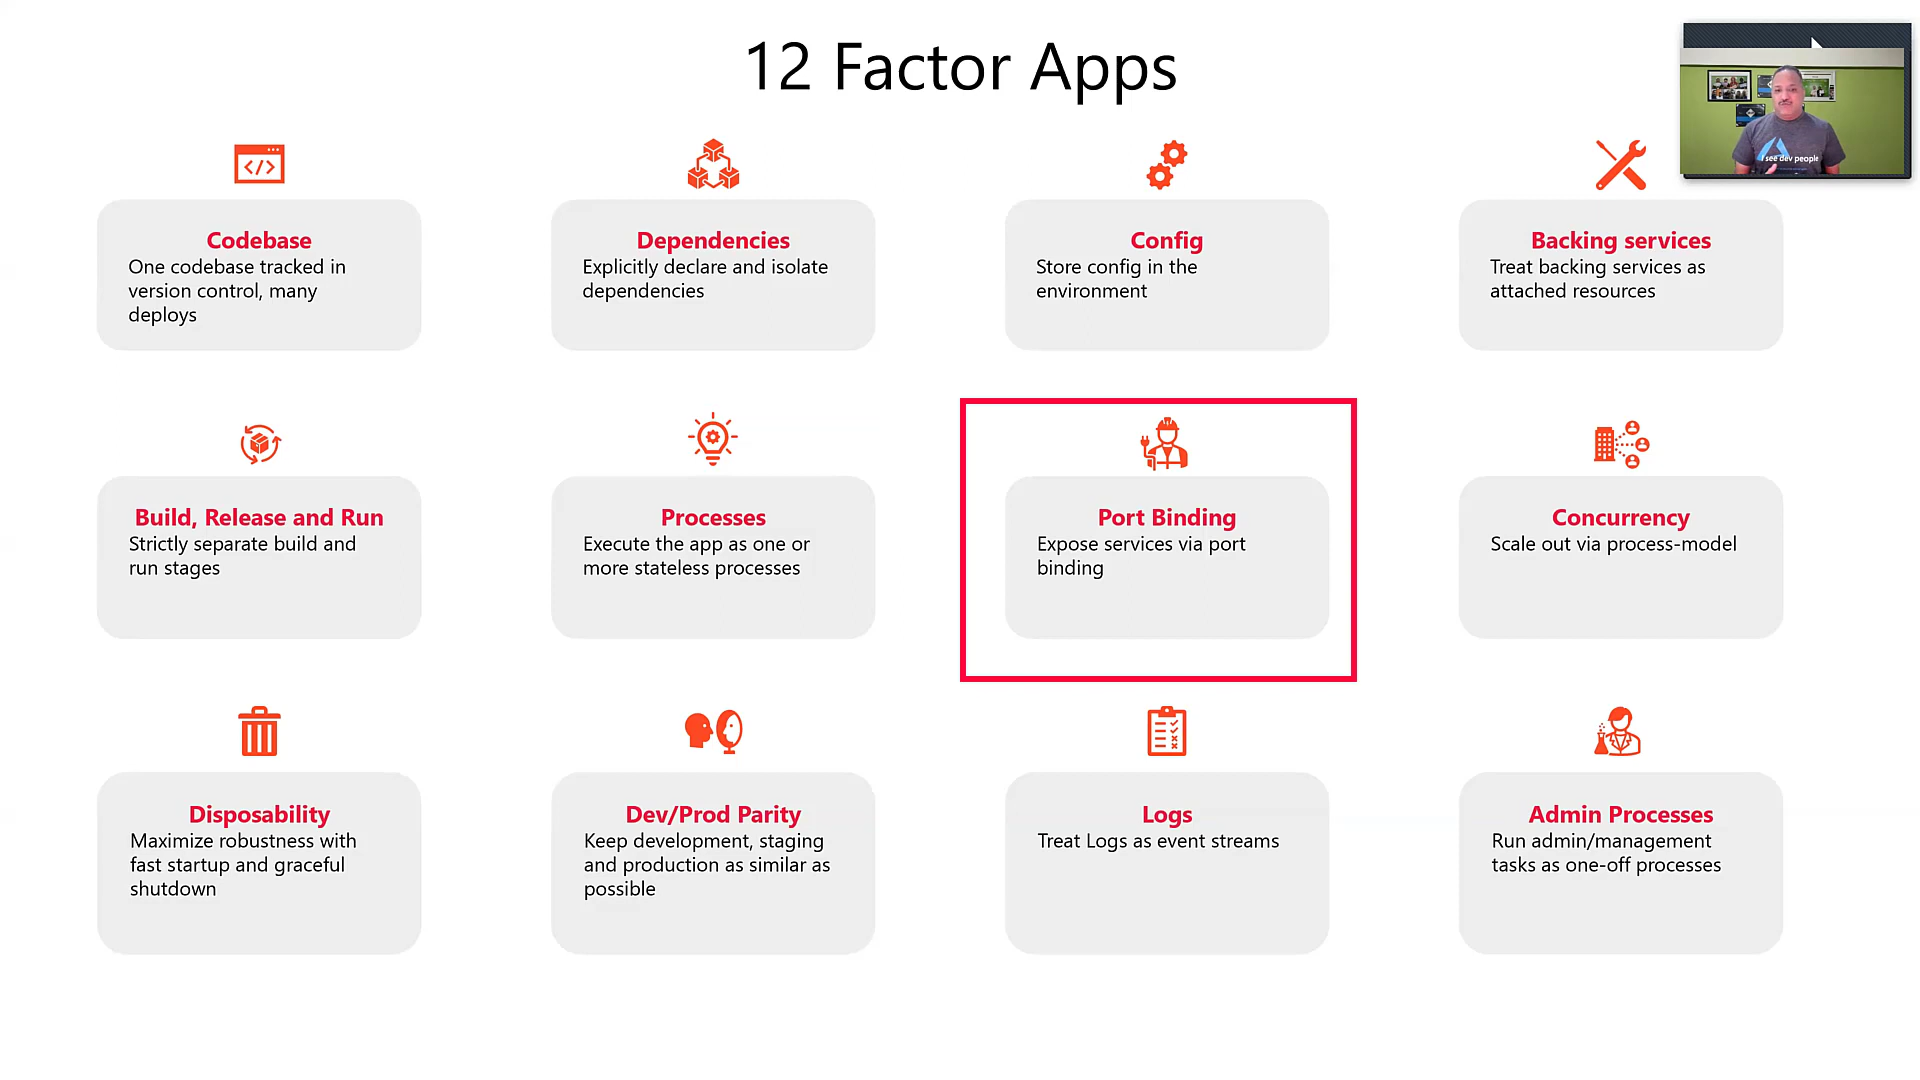 12 Factor Apps
I see dev people
</>
Codebase
One codebase tracked in
version control, many
deploys
Dependencies
Explicitly declare and isolate
dependencies
Config
Store config in the
environment
Backing services
Treat backing services as
attached resources
Build, Release and Run
Strictly separate build and
run stages
Processes
Execute the app as one or
more stateless processes
Port Binding
Expose services via port
binding
Concurrency
Scale out via process-model
Disposability
Maximize robustness with
fast startup and graceful
shutdown
Dev/Prod Parity
Keep development, staging
and production as similar as
possible
Logs
Treat Logs as event streams
Admin Processes
Run admin/management
tasks as one-off processes